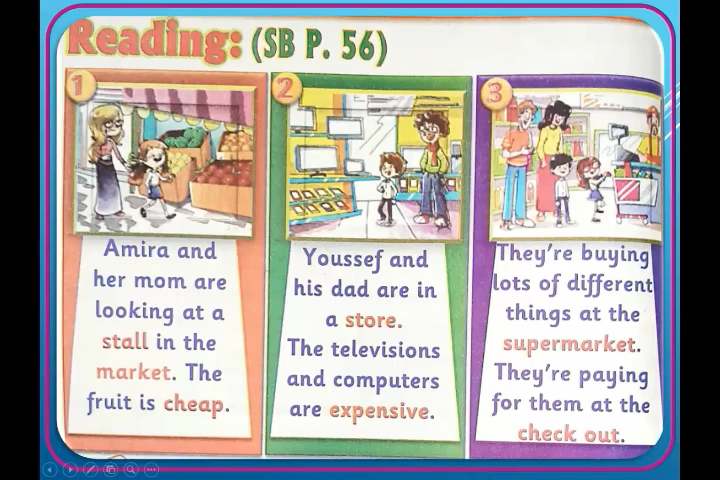 Reading: (SB P. 56)
1
Amira and
her mom are
looking at a
stall in the
market. The
fruit is cheap.
2
Youssef and
his dad are in
a store.
The televisions
and computers
are expensive.
3
They're buying
lots of different
things at the
supermarket.
They're paying
for them at the
check out.